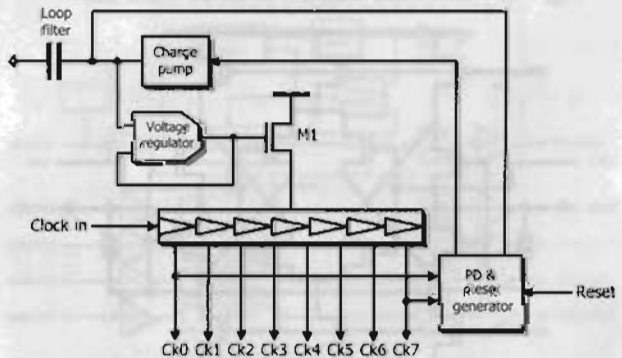 Loop
filter
Charge
pump
Voltage
regulator
M1
Clock in
PD &
Reset
generator
Reset
Ck0 Ck1 Ck2 Ck3 Ck4 Ck5 Ck6 Ck7